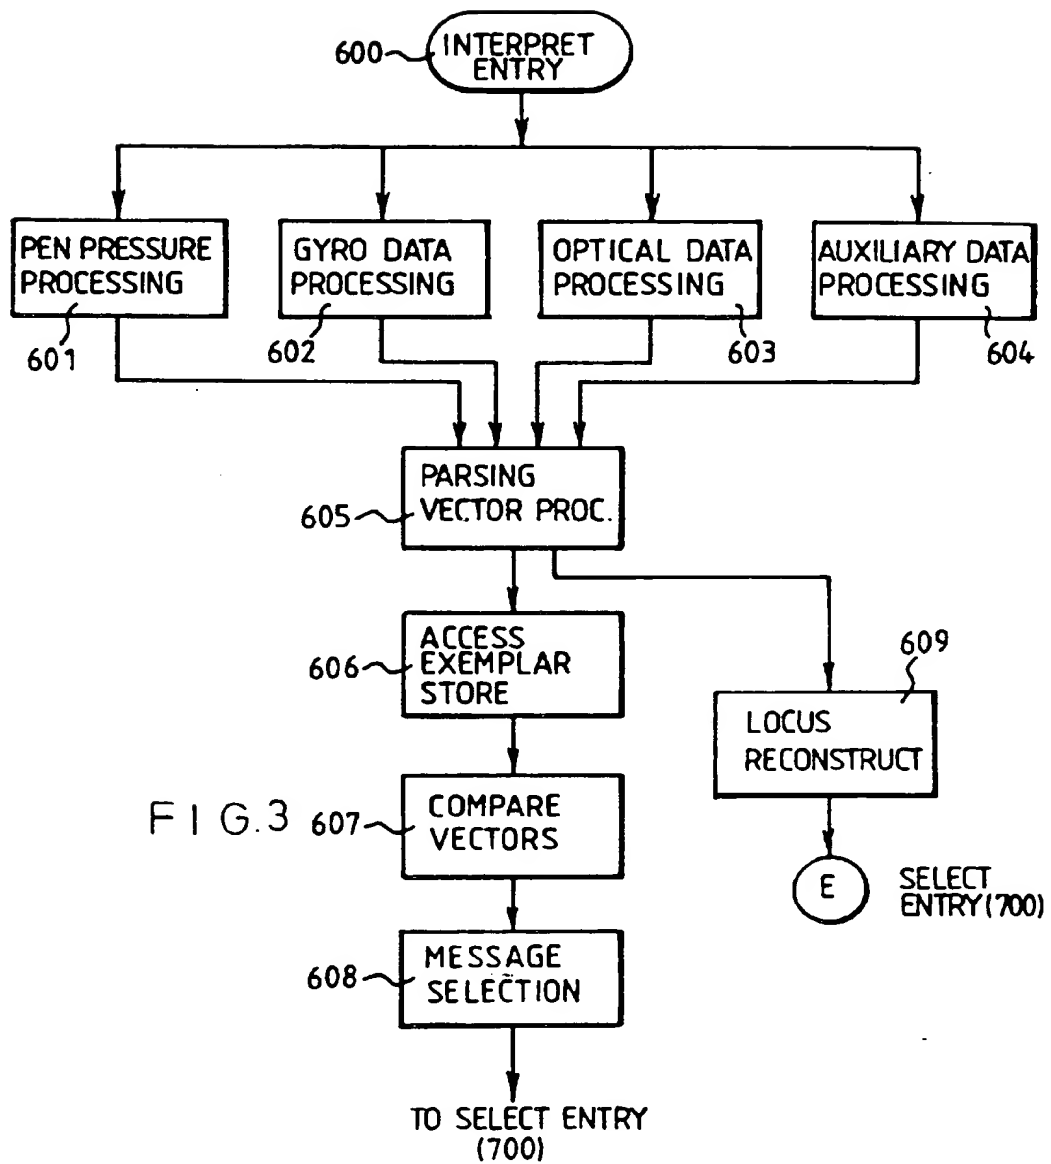 600
INTERPRET
ENTRY
PEN PRESSURE
PROCESSING
601
GYRO DATA
PROCESSING
602
OPTICAL DATA
PROCESSING
603
AUXILIARY DATA
PROCESSING
604
PARSING
VECTOR PROC.
605
ACCESS
EXEMPLAR
STORE
606
609
LOCUS
RECONSTRUCT
FIG.3
607
COMPARE
VECTORS
E
SELECT
ENTRY(700)
608
MESSAGE
SELECTION
TO SELECT ENTRY
(700)